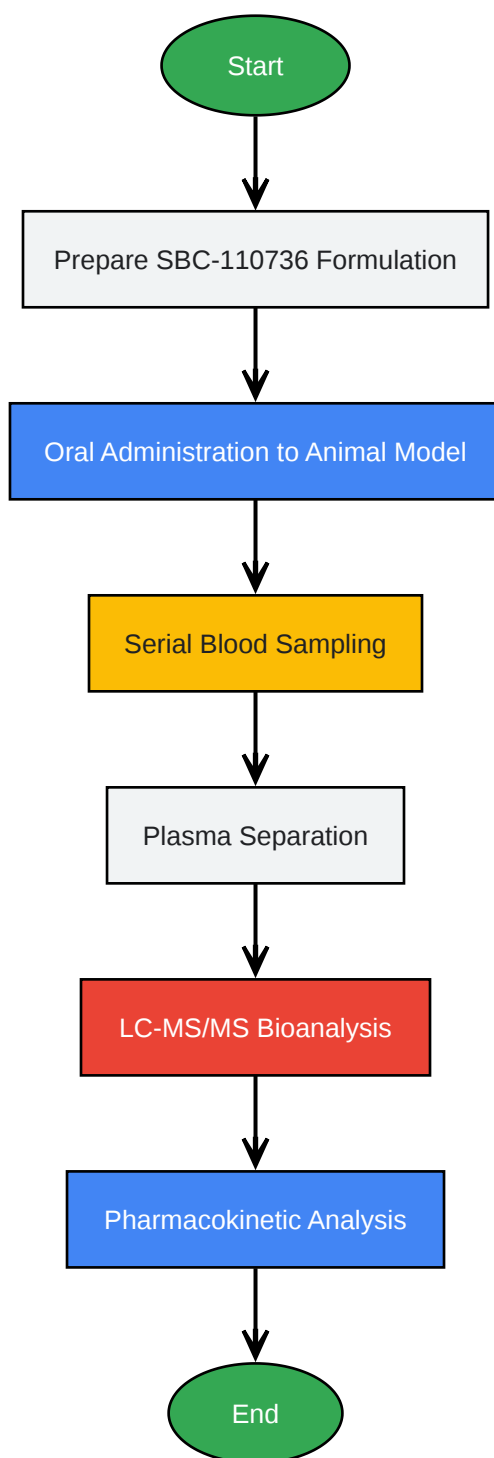 Start
Prepare SBC-110736 Formulation
Oral Administration to Animal Model
Serial Blood Sampling
Plasma Separation
LC-MS/MS Bioanalysis
Pharmacokinetic Analysis
End